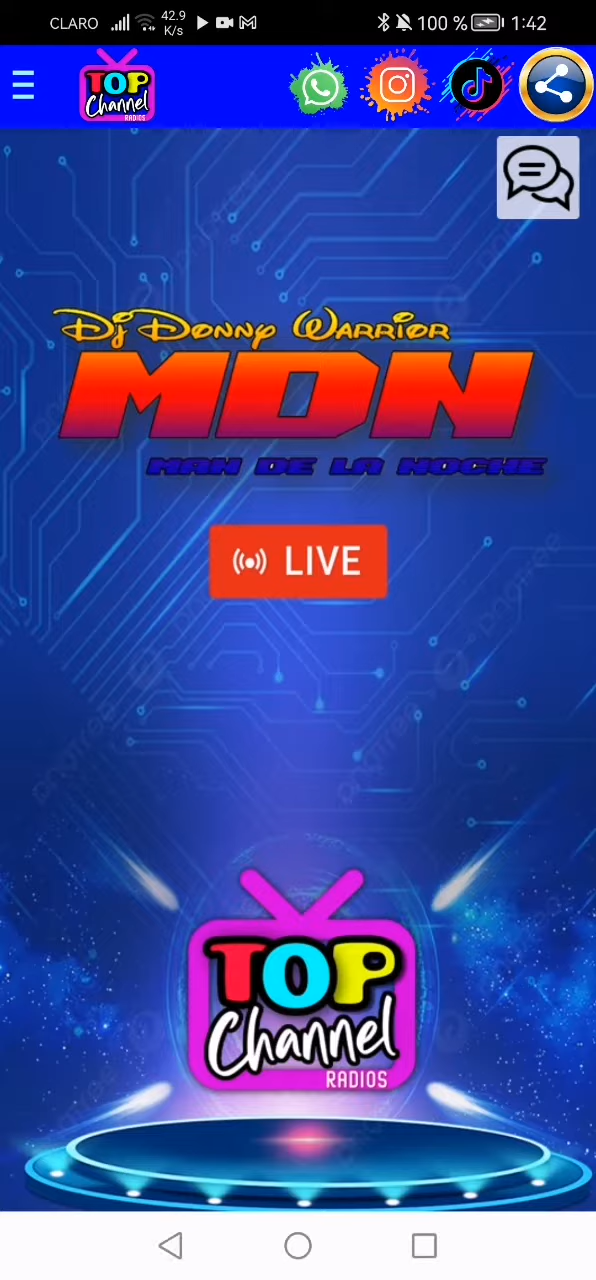 CLARO 42.9 K/s 100 % 1:42
TOP
Channel
RADIOS
Dj Donny Warrior
MDN
MAN DE LA NOCHE
LIVE
TOP
Channel
RADIOS